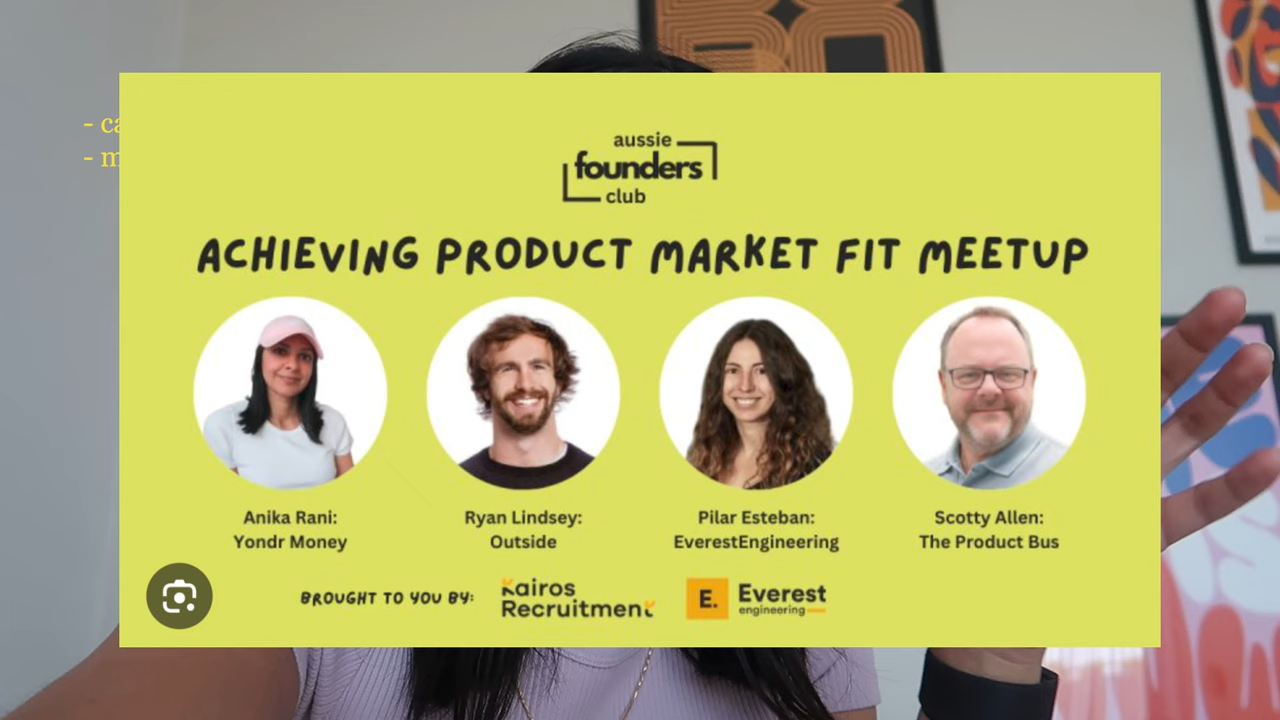 aussie
founders
club
ACHIEVING PRODUCT MARKET FIT MEETUP
Anika Rani:
Yondr Money
Ryan Lindsey:
Outside
Pilar Esteban:
EverestEngineering
Scotty Allen:
The Product Bus
BROUGHT TO YOU BY:
Kairos
Recruitment
E.
Everest
engineering